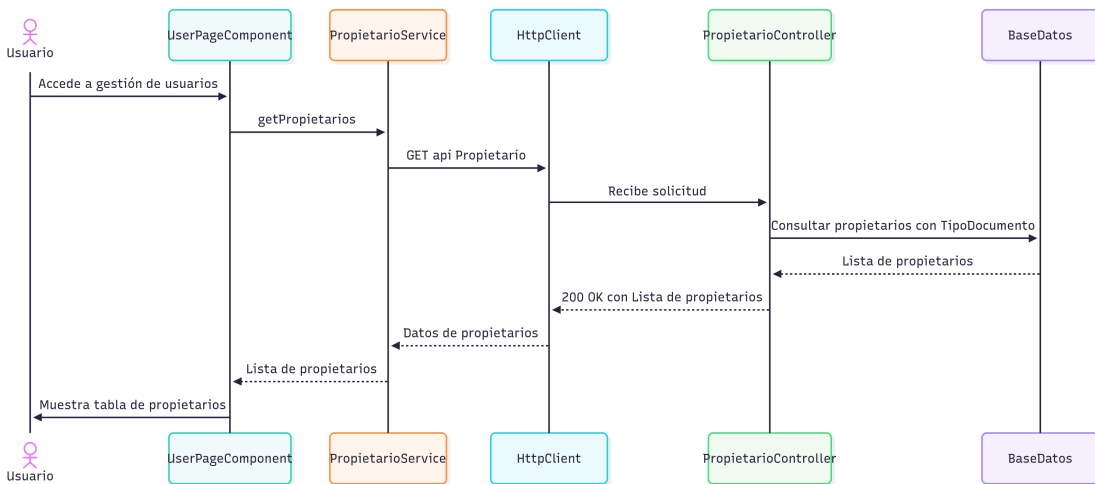 Usuario
UserPageComponent
PropietarioService
HttpClient
PropietarioController
BaseDatos
Accede a gestión de usuarios
getPropietarios
GET api Propietario
Recibe solicitud
Consultar propietarios con TipoDocumento
Lista de propietarios
200 OK con Lista de propietarios
Datos de propietarios
Lista de propietarios
Muestra tabla de propietarios
Usuario
UserPageComponent
PropietarioService
HttpClient
PropietarioController
BaseDatos